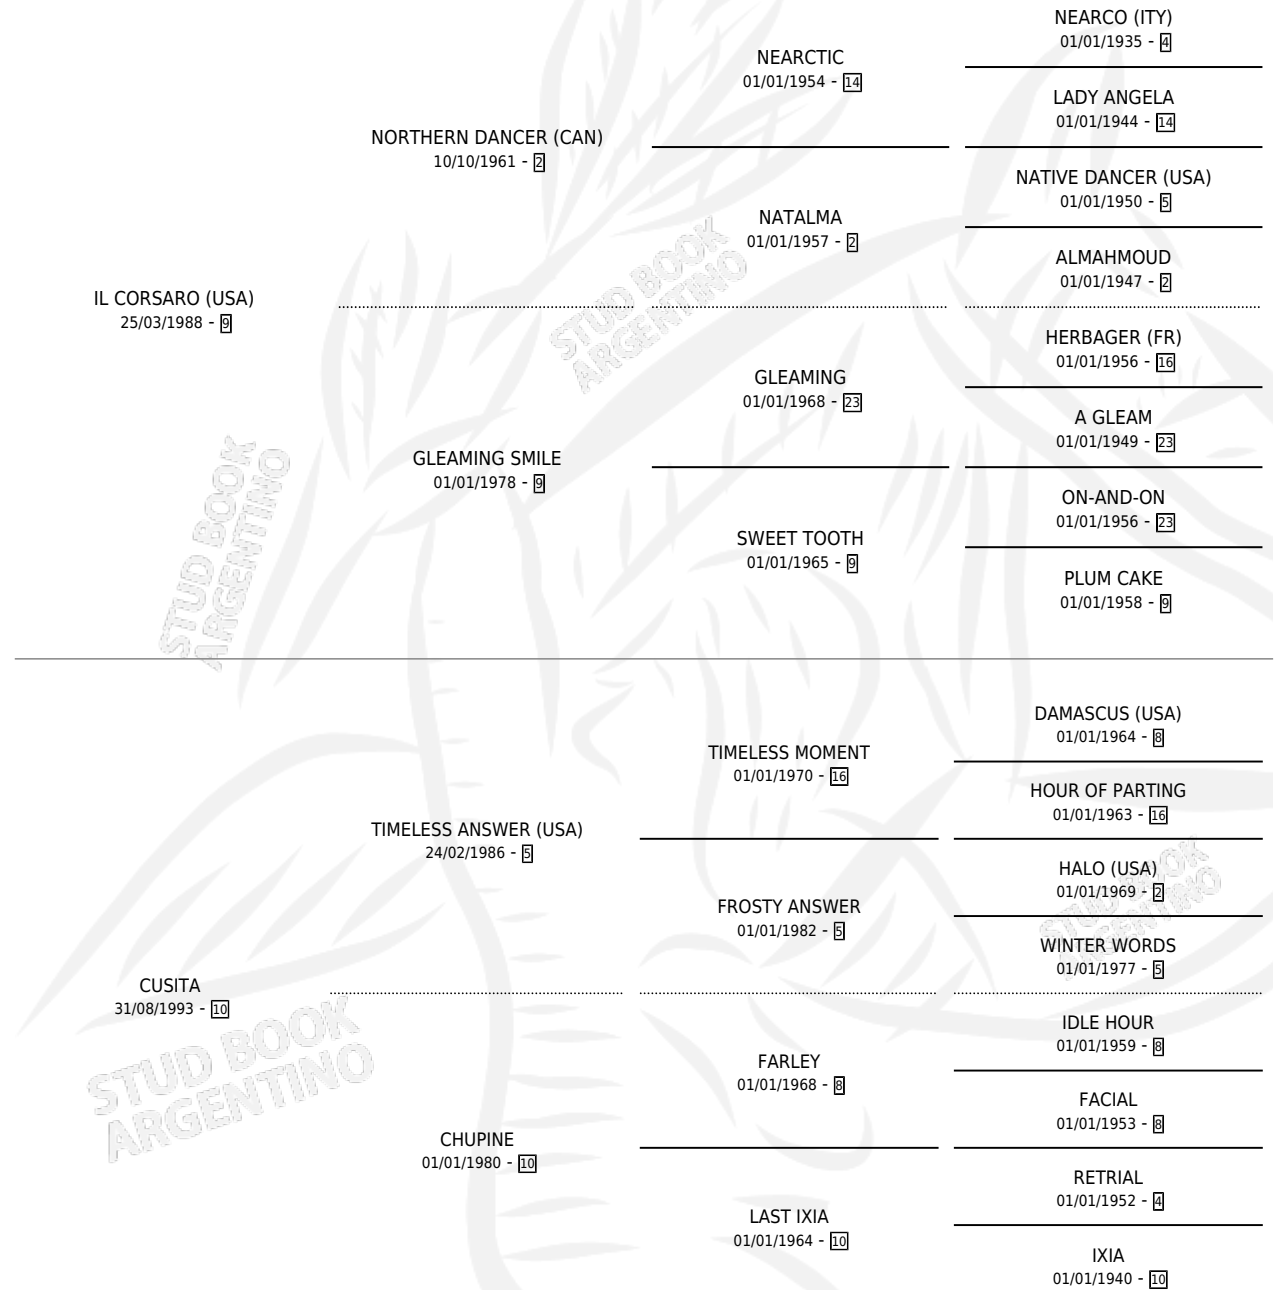 NEARCO (ITY)
01/01/1935 - 4
NEARCTIC
01/01/1954 - 14
LADY ANGELA
01/01/1944 - 14
NORTHERN DANCER (CAN)
10/10/1961 - 2
NATIVE DANCER (USA)
01/01/1950 - 5
NATALMA
01/01/1957 - 2
ALMAHMOUD
01/01/1947 - 2
IL CORSARO (USA)
25/03/1988 - 9
STUD BOOK
ARGENTINO
HERBAGER (FR)
01/01/1956 - 16
GLEAMING
01/01/1968 - 23
A GLEAM
01/01/1949 - 23
GLEAMING SMILE
01/01/1978 - 9
ON-AND-ON
01/01/1956 - 23
SWEET TOOTH
01/01/1965 - 9
PLUM CAKE
01/01/1958 - 9
STUD BOOK
ARGENTINO
DAMASCUS (USA)
01/01/1964 - 8
TIMELESS MOMENT
01/01/1970 - 16
HOUR OF PARTING
01/01/1963 - 16
TIMELESS ANSWER (USA)
24/02/1986 - 5
HALO (USA)
01/01/1969 - 2
FROSTY ANSWER
01/01/1982 - 5
WINTER WORDS
01/01/1977 - 5
STUD BOOK
ARGENTINO
CUSITA
31/08/1993 - 10
STUD BOOK
ARGENTINO
IDLE HOUR
01/01/1959 - 8
FARLEY
01/01/1968 - 8
FACIAL
01/01/1953 - 8
CHUPINE
01/01/1980 - 10
RETRIAL
01/01/1952 - 4
LAST IXIA
01/01/1964 - 10
IXIA
01/01/1940 - 10